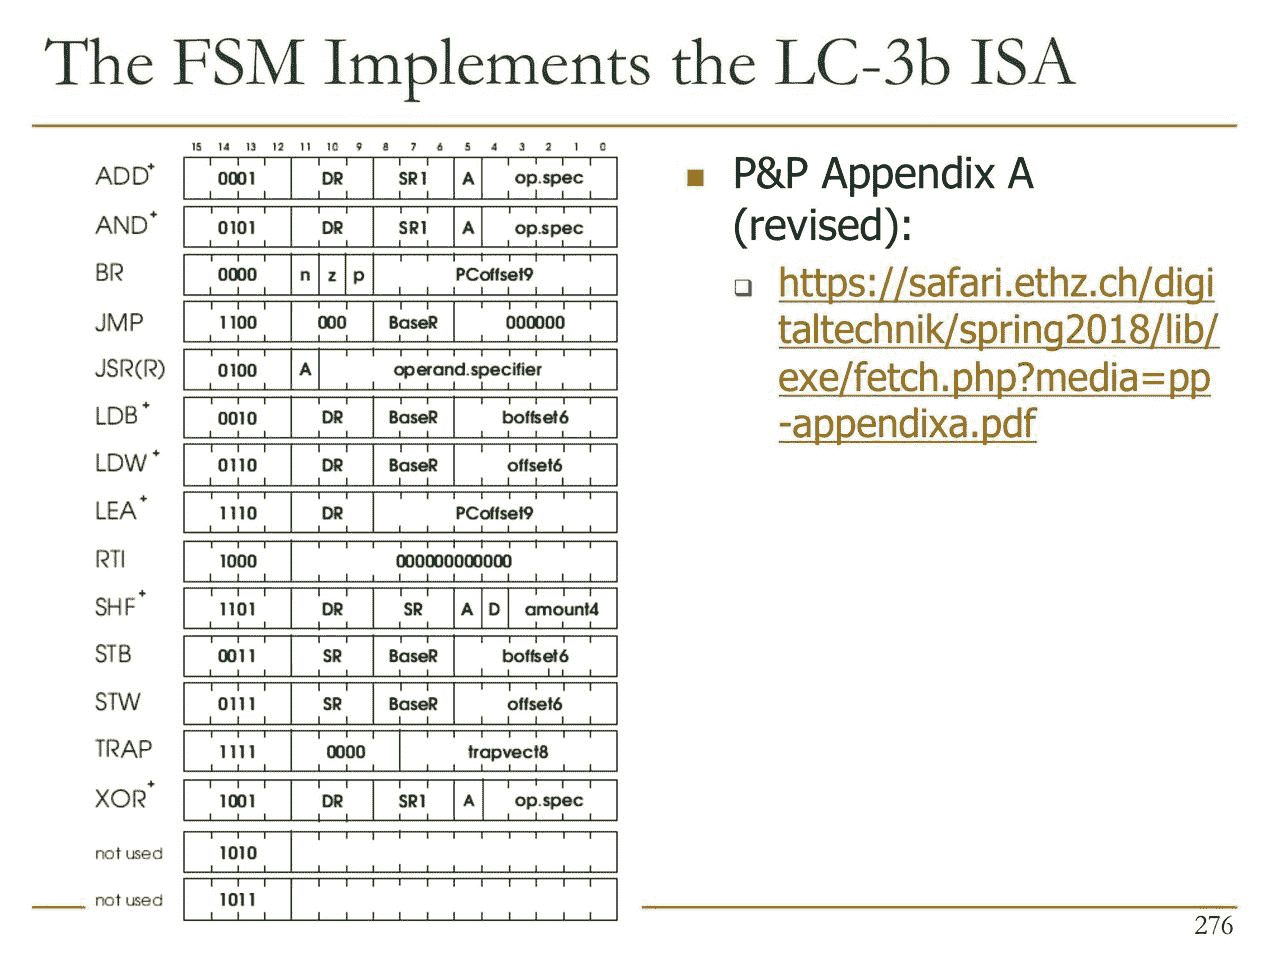 The FSM Implements the LC-3b ISA
15 14 13 12 11 10 9 8 7 6 5 4 3 2 1 0
ADD+ 0001 DR SR1 A op.spec
AND+ 0101 DR SR1 A op.spec
BR 0000 n z p PCoffset9
JMP 1100 000 BaseR 000000
JSR(R) 0100 A operand.specifier
LDB+ 0010 DR BaseR boffset6
LDW+ 0110 DR BaseR offset6
LEA+ 1110 DR PCoffset9
RTI 1000 000000000000
SHF+ 1101 DR SR A D amount4
STB 0011 SR BaseR boffset6
STW 0111 SR BaseR offset6
TRAP 1111 0000 trapvect8
XOR+ 1001 DR SR1 A op.spec
not used 1010
not used 1011
P&P Appendix A
(revised):
https://safari.ethz.ch/digi
taltechnik/spring2018/lib/
exe/fetch.php?media=pp
-appendixa.pdf
276